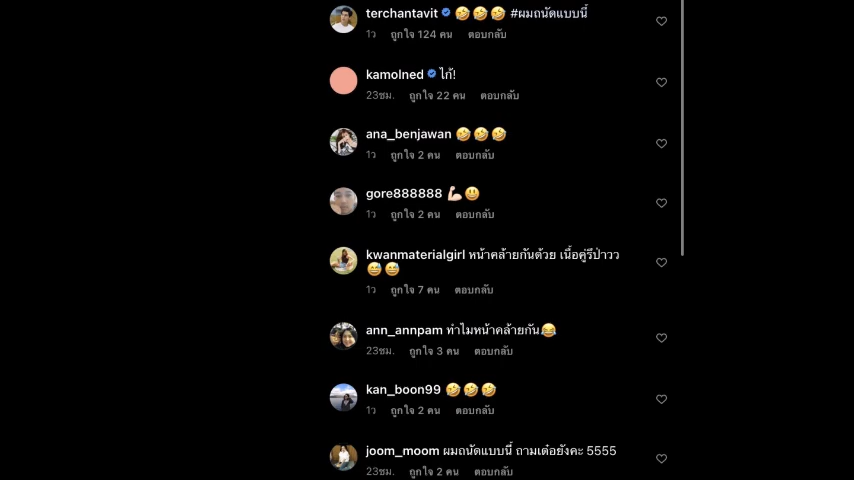 terchantavit 🤣🤣🤣 #ผมถนัดแบบนี้
1ว ถูกใจ 124 คน ตอบกลับ
kamolned ไก้!
23ชม. ถูกใจ 22 คน ตอบกลับ
ana_benjawan 🤣🤣🤣
1ว ถูกใจ 2 คน ตอบกลับ
gore888888 💪🏻😃
1ว ถูกใจ 2 คน ตอบกลับ
kwanmaterialgirl หน้าคล้ายกันด้วย เนื้อคู่รึป่าวว
😅😅
1ว ถูกใจ 7 คน ตอบกลับ
ann_annpam ทำไมหน้าคล้ายกัน😂
23ชม. ถูกใจ 3 คน ตอบกลับ
kan_boon99 🤣🤣🤣
1ว ถูกใจ 2 คน ตอบกลับ
joom_moom ผมถนัดแบบนี้ ถามเต๋อยังคะ 5555
23ชม. ถูกใจ 2 คน ตอบกลับ